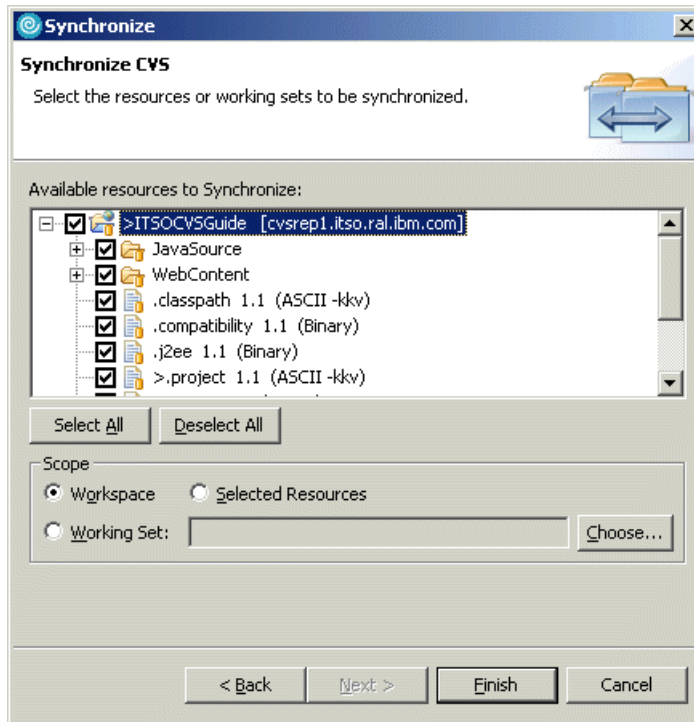 Synchronize
Synchronize CVS
Select the resources or working sets to be synchronized.
Available resources to Synchronize:
>ITSOCVSGuide [cvsrep1.itso.ral.ibm.com]
JavaSource
WebContent
.classpath 1.1 (ASCII -kkv)
.compatibility 1.1 (Binary)
.j2ee 1.1 (Binary)
>.project 1.1 (ASCII -kkv)
Select All Deselect All
Scope
Workspace Selected Resources
Working Set: Choose...
< Back Next > Finish Cancel